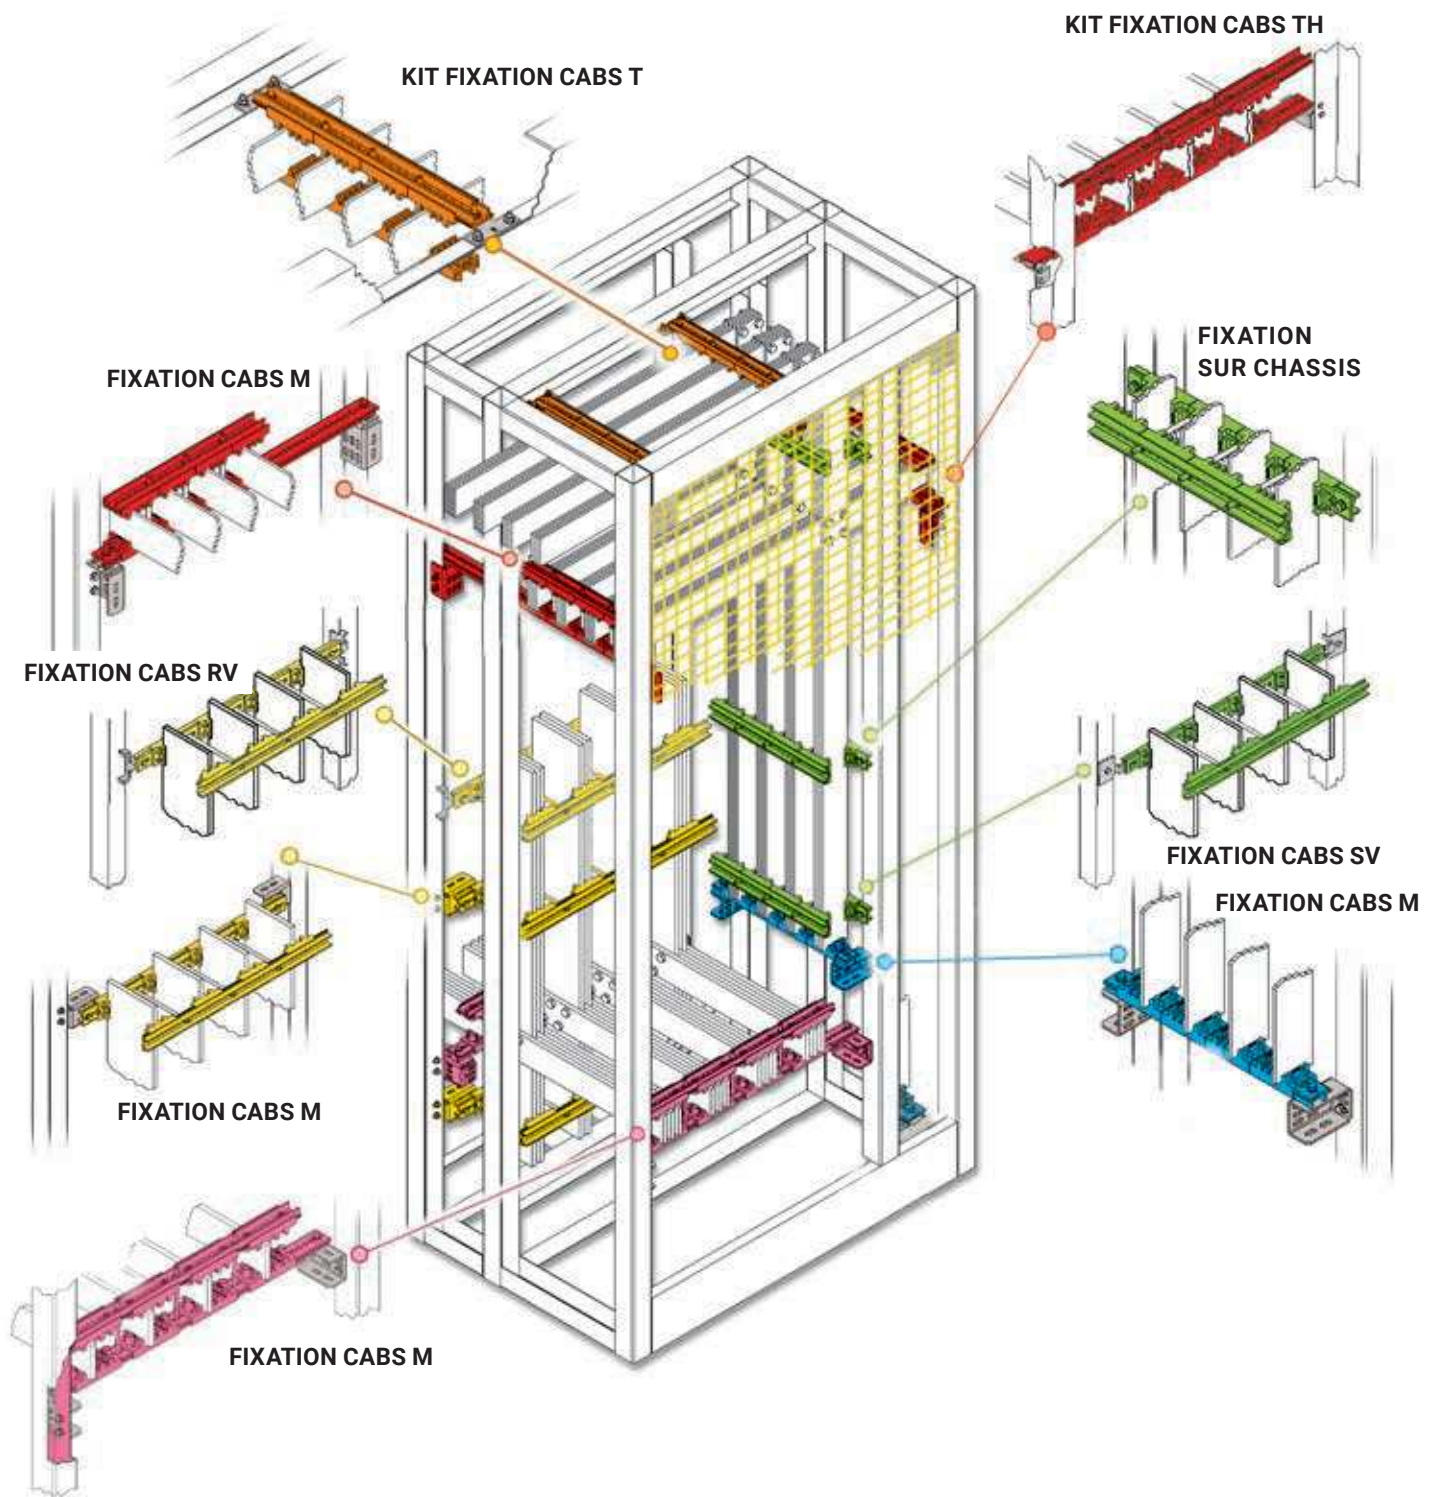 KIT FIXATION CABS TH
KIT FIXATION CABS T
FIXATION
SUR CHASSIS
FIXATION CABS M
FIXATION CABS RV
FIXATION CABS SV
FIXATION CABS M
FIXATION CABS M
FIXATION CABS M